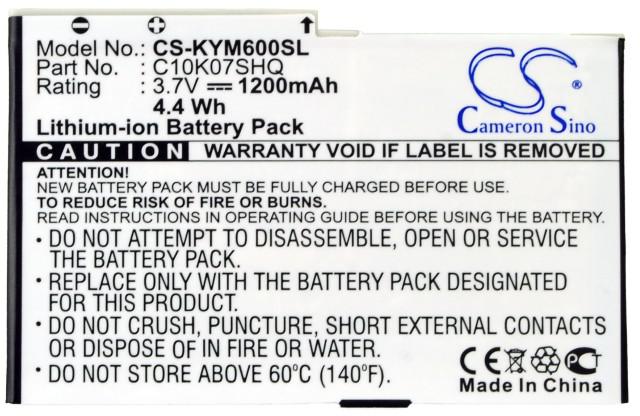 Model No.: CS-KYM600SL
Part No. : C10K07SHQ
Rating : 3.7V 1200mAh
4.4 Wh
Lithium-ion Battery Pack
CS
Cameron Sino
®
CAUTION WARRANTY VOID IF LABEL IS REMOVED
ATTENTION!
NEW BATTERY PACK MUST BE FULLY CHARGED BEFORE USE.
TO REDUCE RISK OF FIRE OR BURNS.
READ INSTRUCTIONS IN OPERATING GUIDE BEFORE USING BATTERY.
• DO NOT ATTEMPT TO DISASSEMBLE, OPEN OR SERVICE
THE BATTERY PACK.
• REPLACE ONLY WITH THE BATTERY PACK DESIGNATED
FOR THIS PRODUCT.
• DO NOT CRUSH, PUNCTURE, SHORT EXTERNAL CONTACTS
OR DISPOSE OF IN FIRE OR WATER.
• DO NOT STORE ABOVE 60°C (140°F).
CE PCT
Made In China